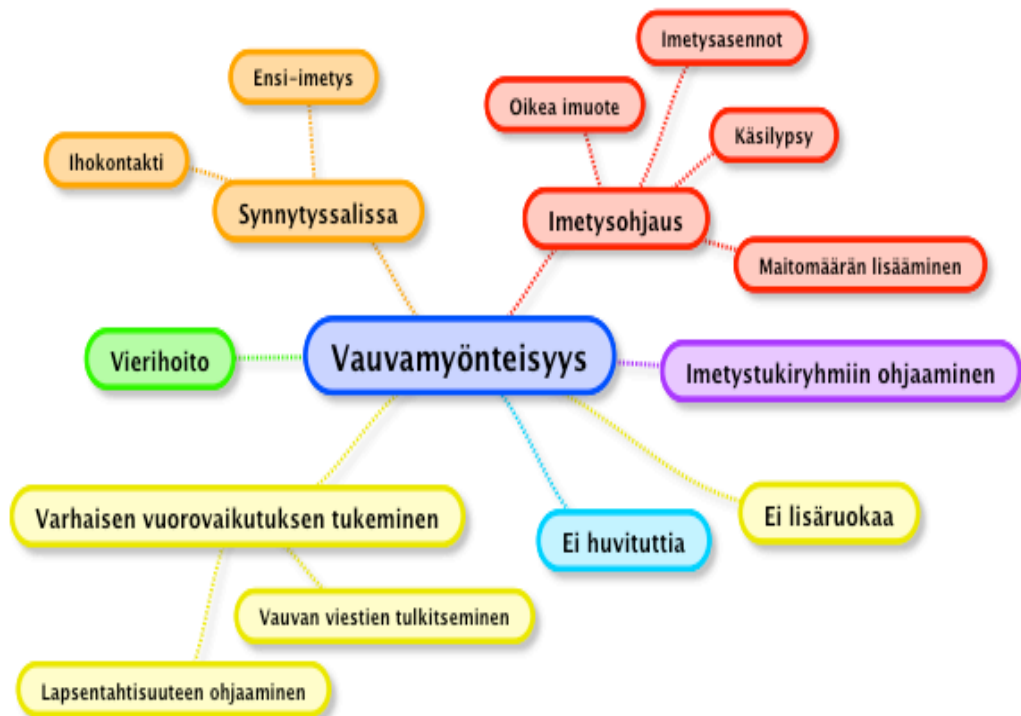 Imetysasennot
Ensi-imetys
Oikea imuote
Käsilypsy
Ihokontakti
Synnytyssalissa
Imetysohjaus
Maitomäärän lisääminen
Vierihoito
Vauvamyönteisyys
Imetystukiryhmiin ohjaaminen
Varhaisen vuorovaikutuksen tukeminen
Ei huvituttia
Ei lisäruokaa
Vauvan viestien tulkitseminen
Lapsentahtisuuteen ohjaaminen